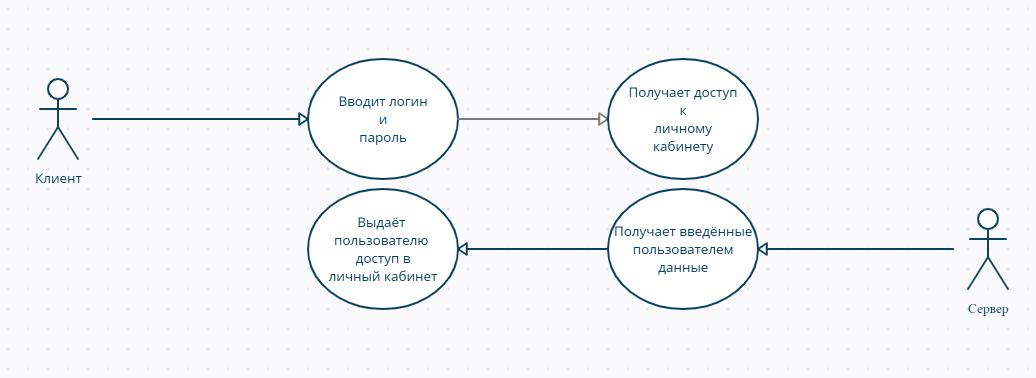 Клиент
Вводит логин
и
пароль
Получает доступ
к
личному
кабинету
Выдаёт
пользователю
доступ в
личный кабинет
Получает введённые
пользователем
данные
Сервер